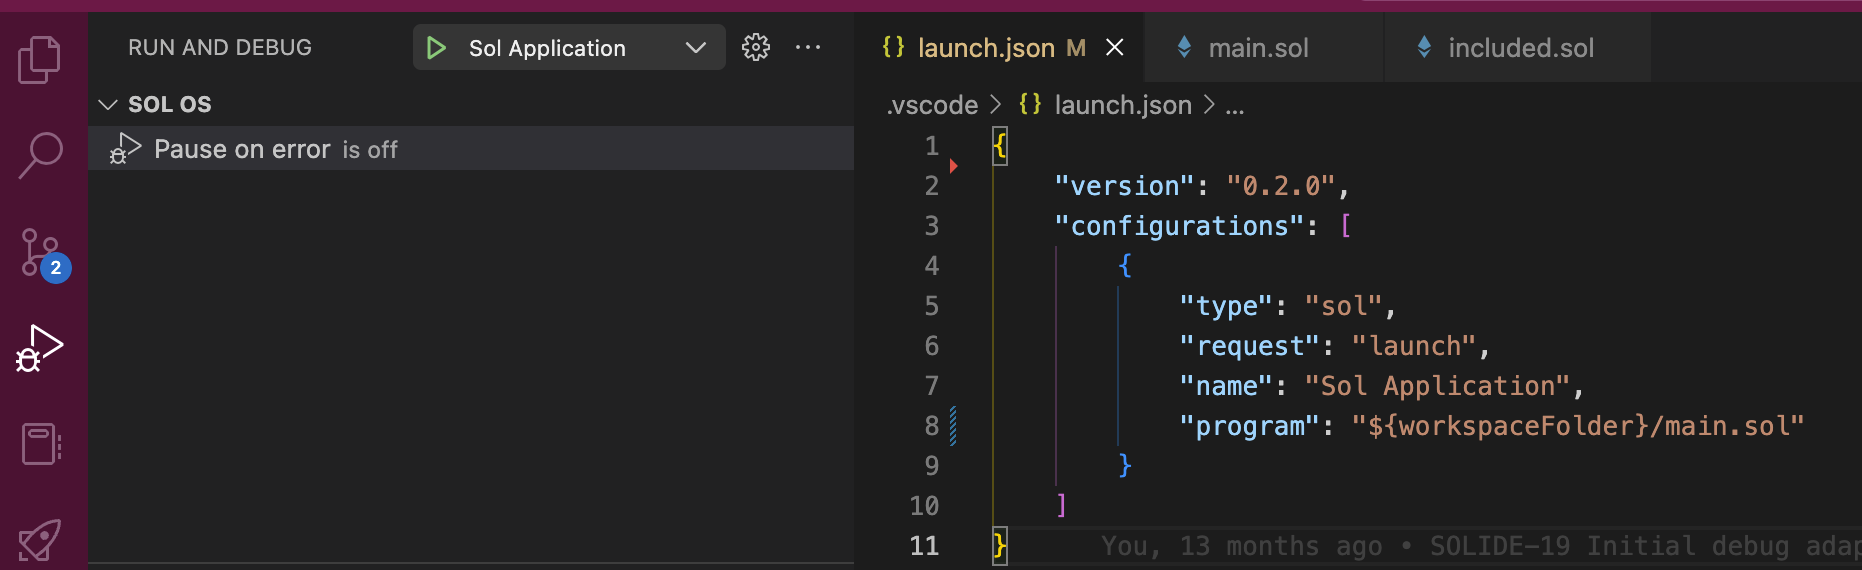 RUN AND DEBUG
Sol Application
SOL OS
Pause on error is off
2
launch.json M
main.sol
included.sol
.vscode > {} launch.json > ...
1 {
2 "version": "0.2.0",
3 "configurations": [
4 {
5 "type": "sol",
6 "request": "launch",
7 "name": "Sol Application",
8 "program": "${workspaceFolder}/main.sol"
9 }
10 ]
11 } You, 13 months ago • SOLIDE-19 Initial debug adap